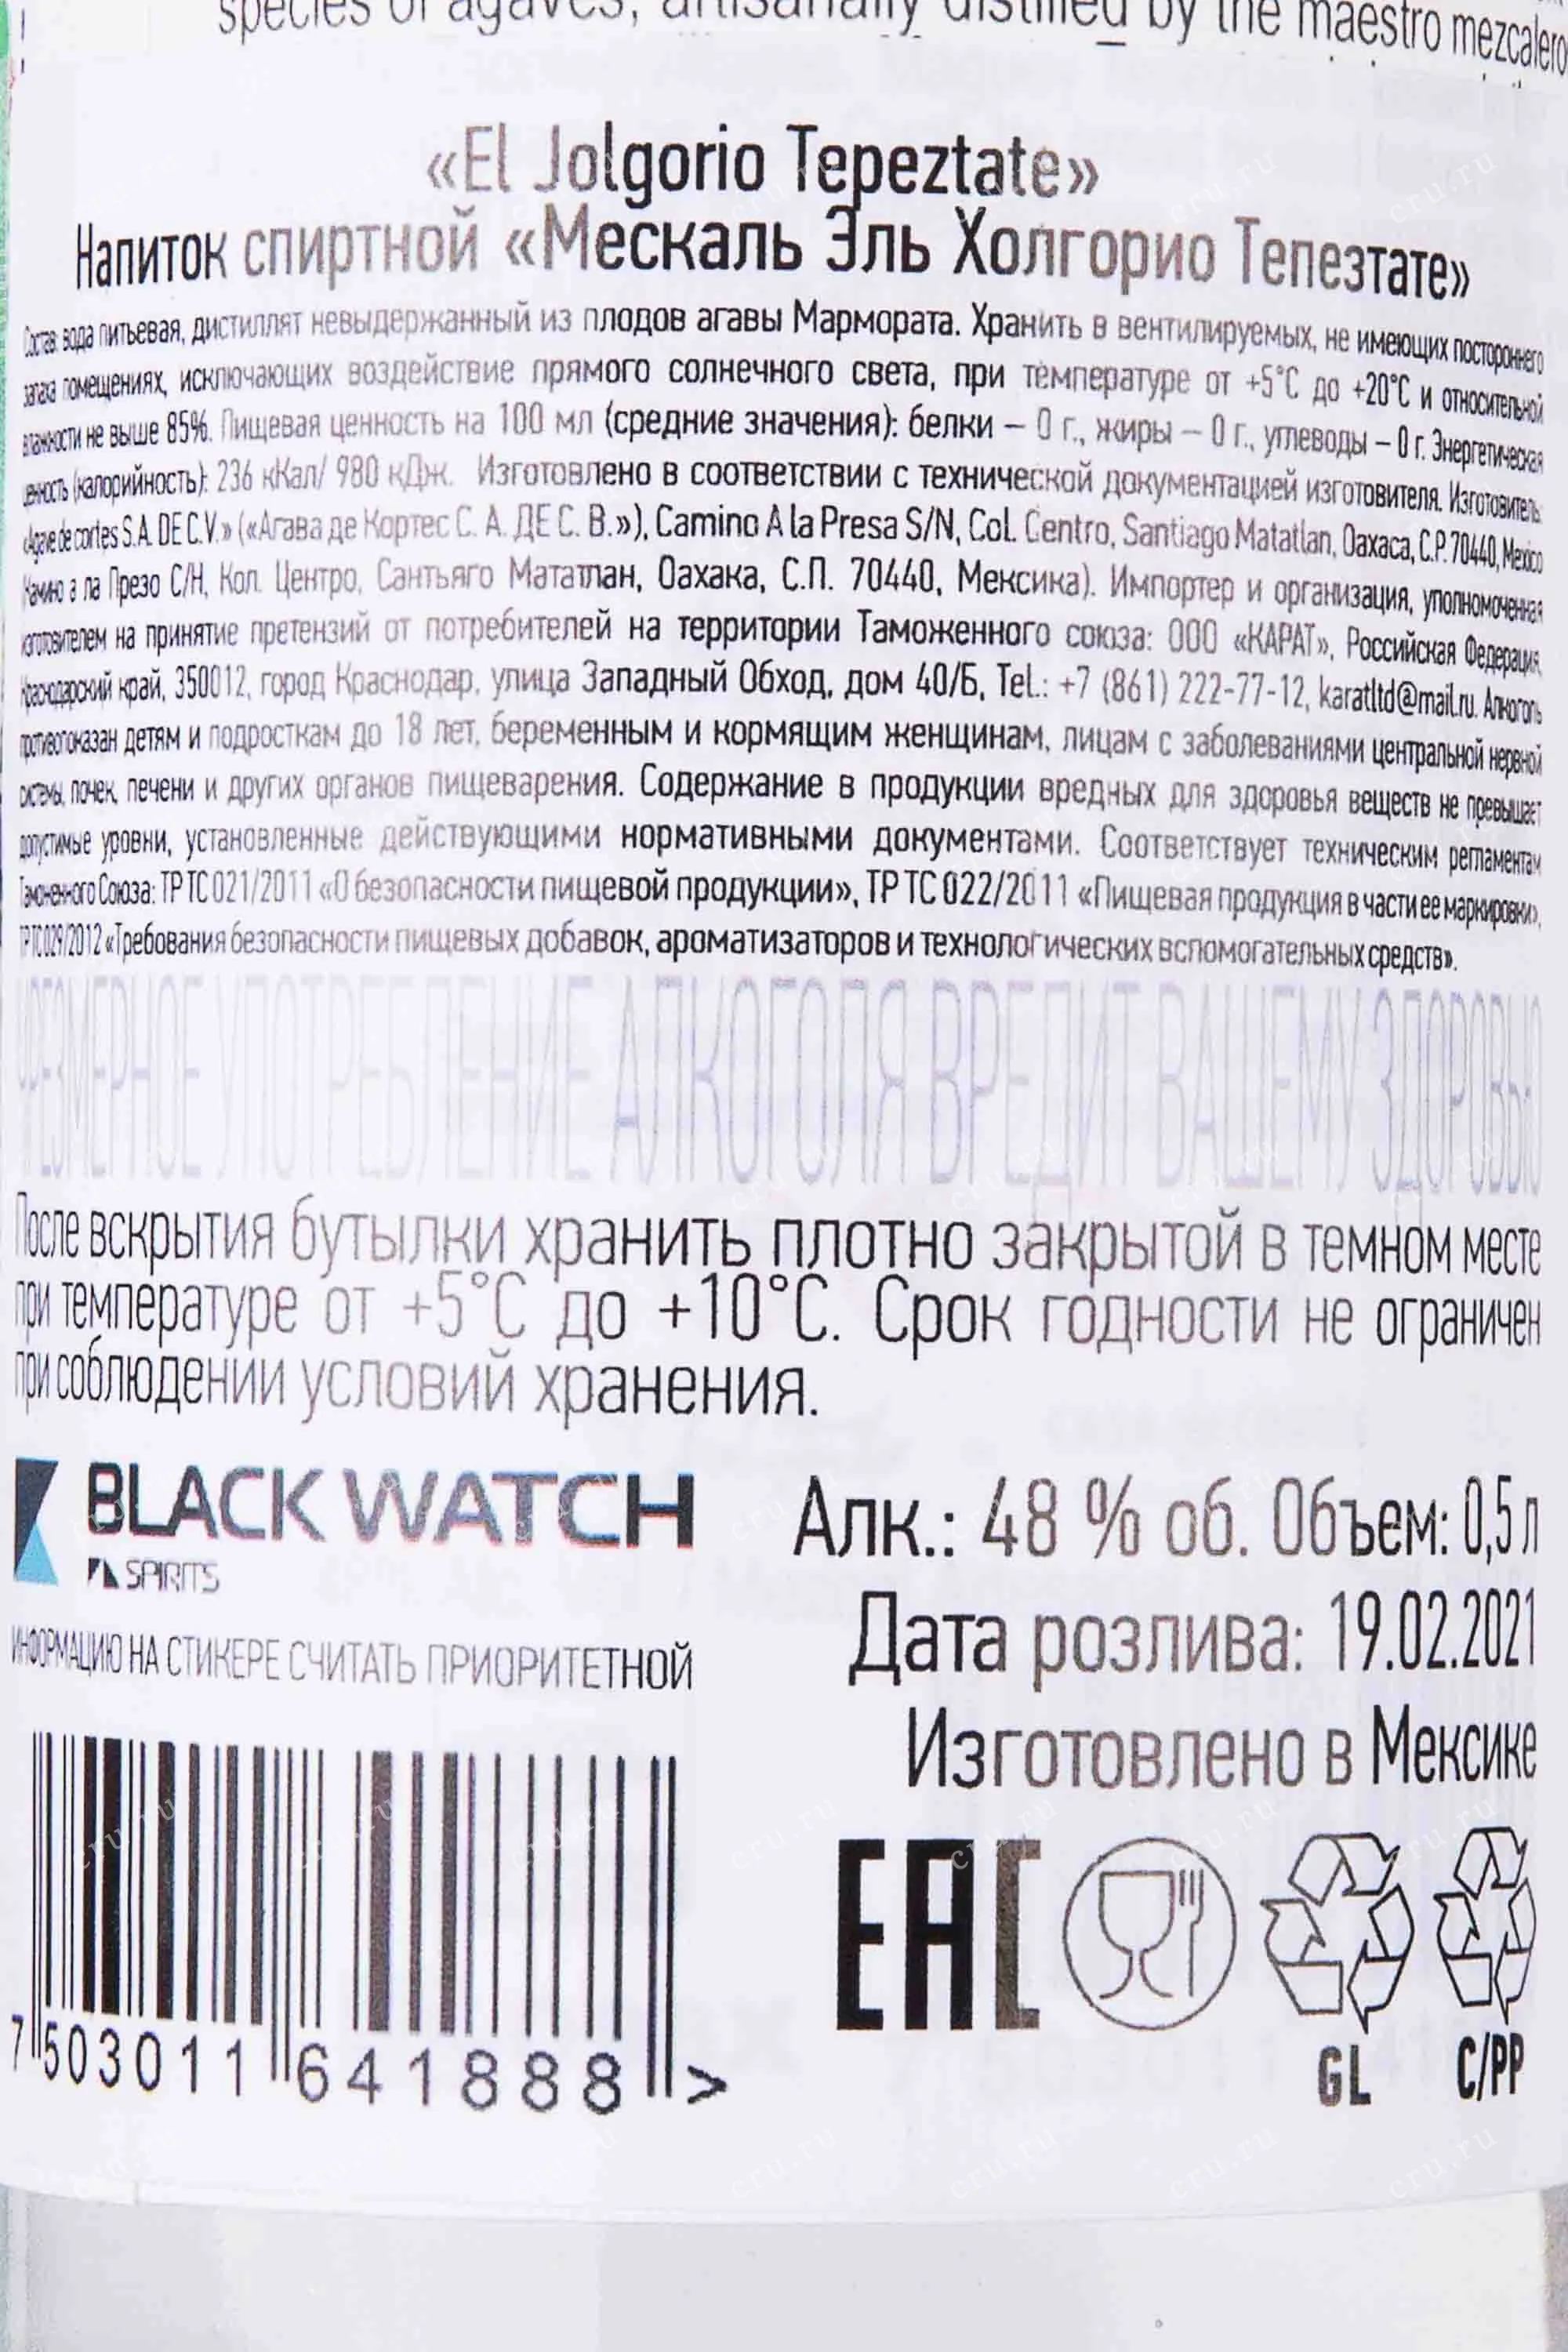 species of agaves, artisanally distilled by the maestro mezcalero
«El Jolgorio Tepeztate»
Напиток спиртной «Мескаль Эль Холгорио Тепезтате»
Состав: вода питьевая, дистиллят невыдержанный из плодов агавы Мармората. Хранить в вентилируемых, не имеющих постороннего
запаха помещениях, исключающих воздействие прямого солнечного света, при температуре от +5°С до +20°С и относительной
влажности не выше 85%. Пищевая ценность на 100 мл (средние значения): белки – 0 г., жиры – 0 г., углеводы – 0 г. Энергетическая
ценность (калорийность): 236 кКал/ 980 кДж. Изготовлено в соответствии с технической документацией изготовителя. Изготовитель:
«Agave de cortes S.A. DE C.V.» («Агава де Кортес С. А. ДЕ С. В.»), Camino A la Presa S/N, Col. Centro, Santiago Matatlan, Oaxaca, C.P. 70440, Mexico
Камино а ла Презо С/Н, Кол. Центро, Сантьяго Мататлан, Оахака, С.П. 70440, Мексика). Импортер и организация, уполномоченная
изготовителем на принятие претензий от потребителей на территории Таможенного союза: ООО «КАРАТ», Российская Федерация,
Краснодарский край, 350012, город Краснодар, улица Западный Обход, дом 40/Б, Tel.: +7 (861) 222-77-12, karatltd@mail.ru. Алкоголь
противопоказан детям и подросткам до 18 лет, беременным и кормящим женщинам, лицам с заболеваниями центральной нервной
системы, почек, печени и других органов пищеварения. Содержание в продукции вредных для здоровья веществ не превышает
допустимые уровни, установленные действующими нормативными документами. Соответствует техническим регламентам
Таможенного Союза: ТР ТС 021/2011 «О безопасности пищевой продукции», ТР ТС 022/2011 «Пищевая продукция в части ее маркировки»,
ТР ТС 029/2012 «Требования безопасности пищевых добавок, ароматизаторов и технологических вспомогательных средств».
ЧРЕЗМЕРНОЕ УПОТРЕБЛЕНИЕ АЛКОГОЛЯ ВРЕДИТ ВАШЕМУ ЗДОРОВЬЮ
После вскрытия бутылки хранить плотно закрытой в темном месте
при температуре от +5°С до +10°С. Срок годности не ограничен
при соблюдении условий хранения.
BLACK WATCH
SPIRITS
Алк.: 48 % об. Объем: 0,5 л
Дата розлива: 19.02.2021
ИНФОРМАЦИЮ НА СТИКЕРЕ СЧИТАТЬ ПРИОРИТЕТНОЙ
Изготовлено в Мексике
EAC
GL C/PP
7 503011 641888 >
cru.ru